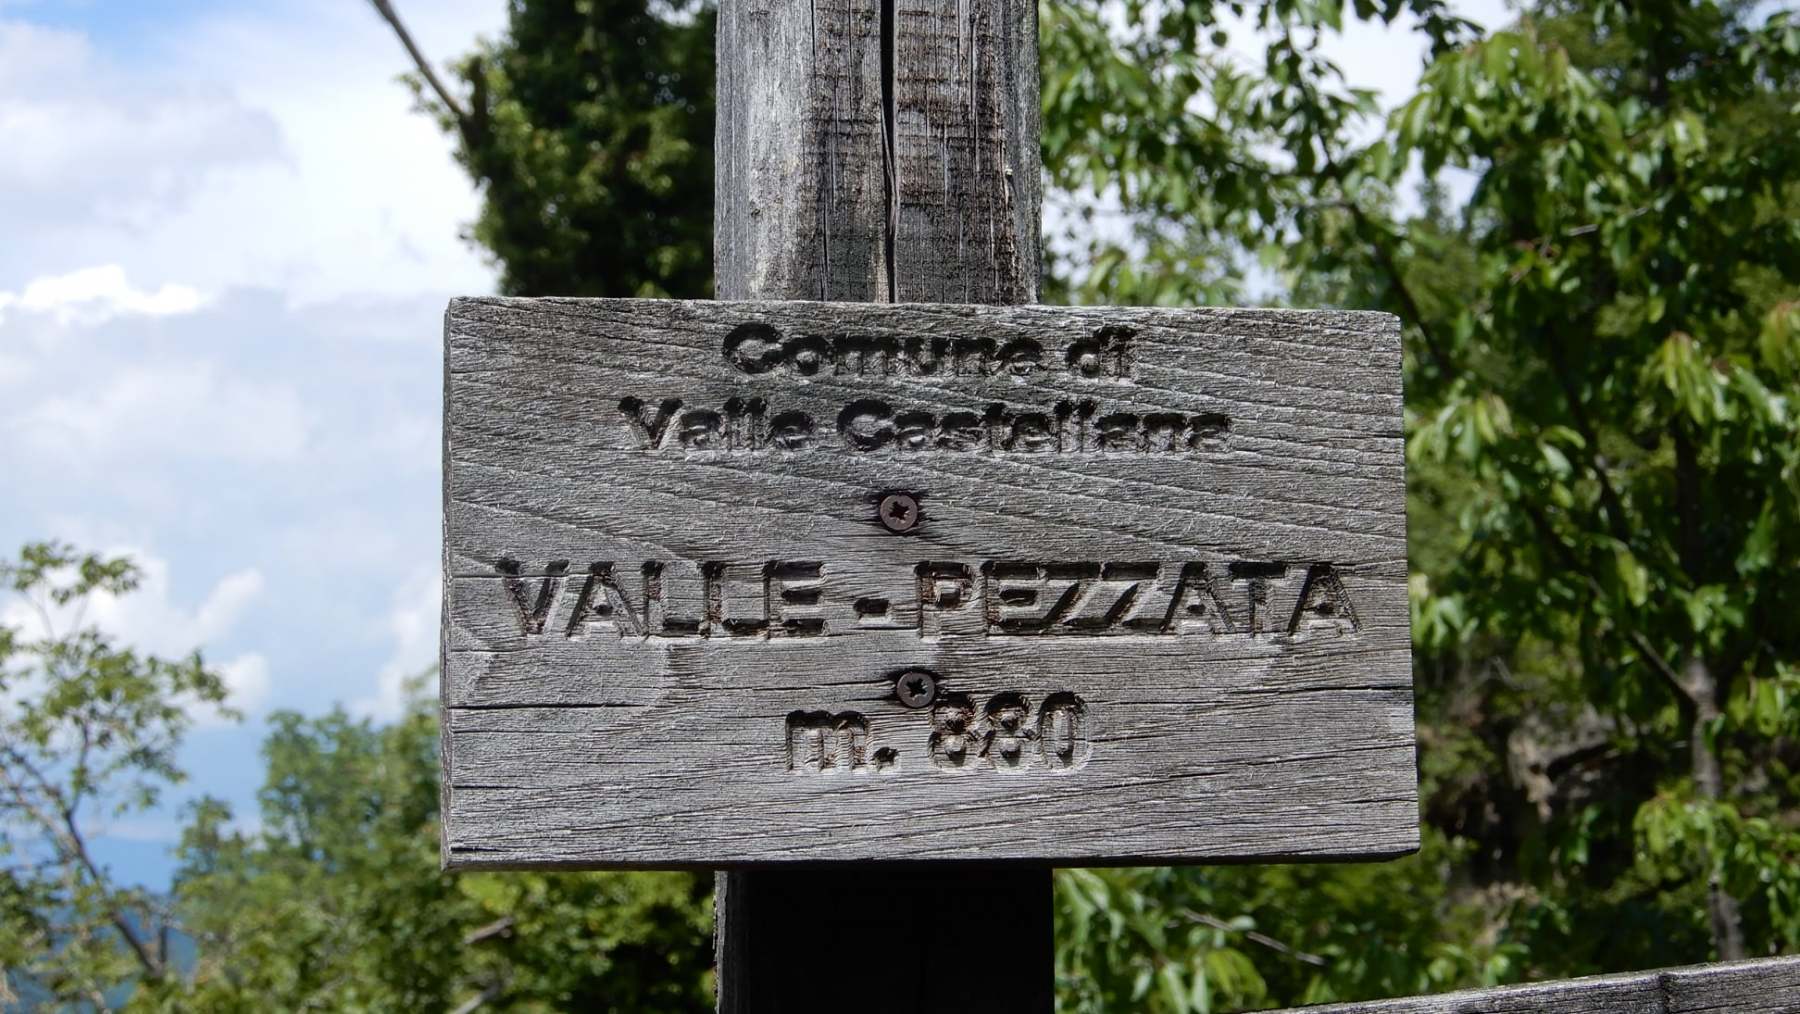 Comune di
Valle Castellana
VALLE - PEZZATA
m. 880